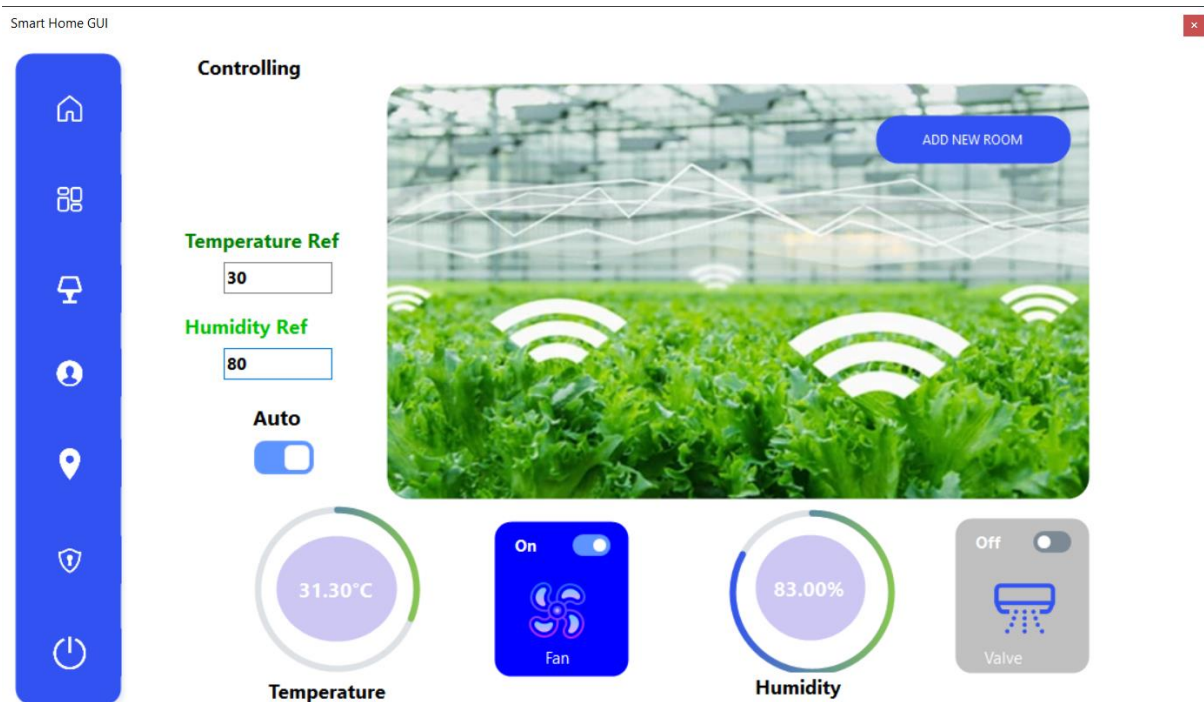 Smart Home GUI
×
Controlling
ADD NEW ROOM
Temperature Ref
30
Humidity Ref
80
Auto
31.30°C
Temperature
On
Fan
83.00%
Humidity
Off
Valve